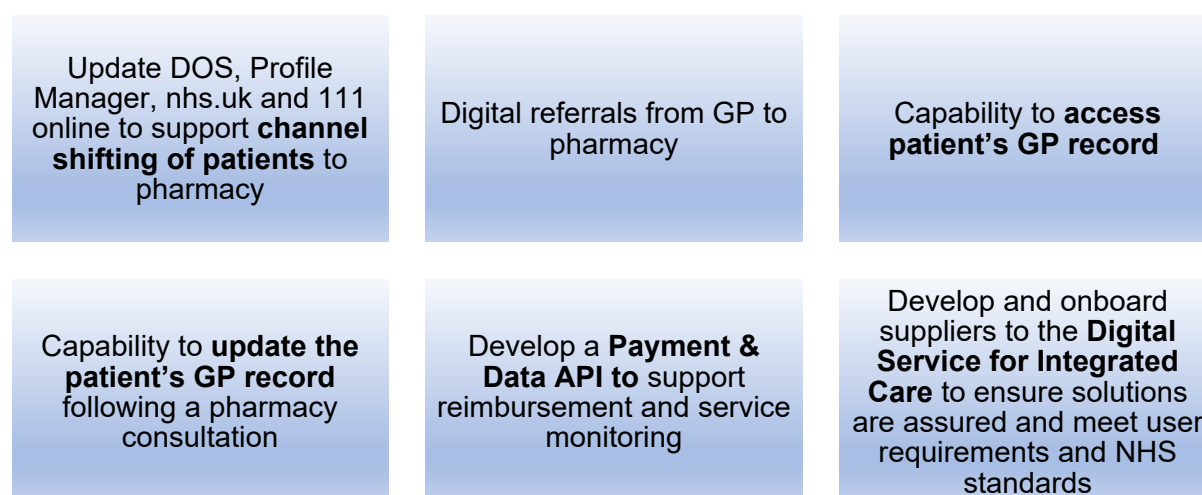 Update DOS, Profile
Manager, nhs.uk and 111
online to support channel
shifting of patients to
pharmacy
Digital referrals from GP to
pharmacy
Capability to access
patient's GP record
Capability to update the
patient's GP record
following a pharmacy
consultation
Develop a Payment &
Data API to support
reimbursement and service
monitoring
Develop and onboard
suppliers to the Digital
Service for Integrated
Care to ensure solutions
are assured and meet user
requirements and NHS
standards